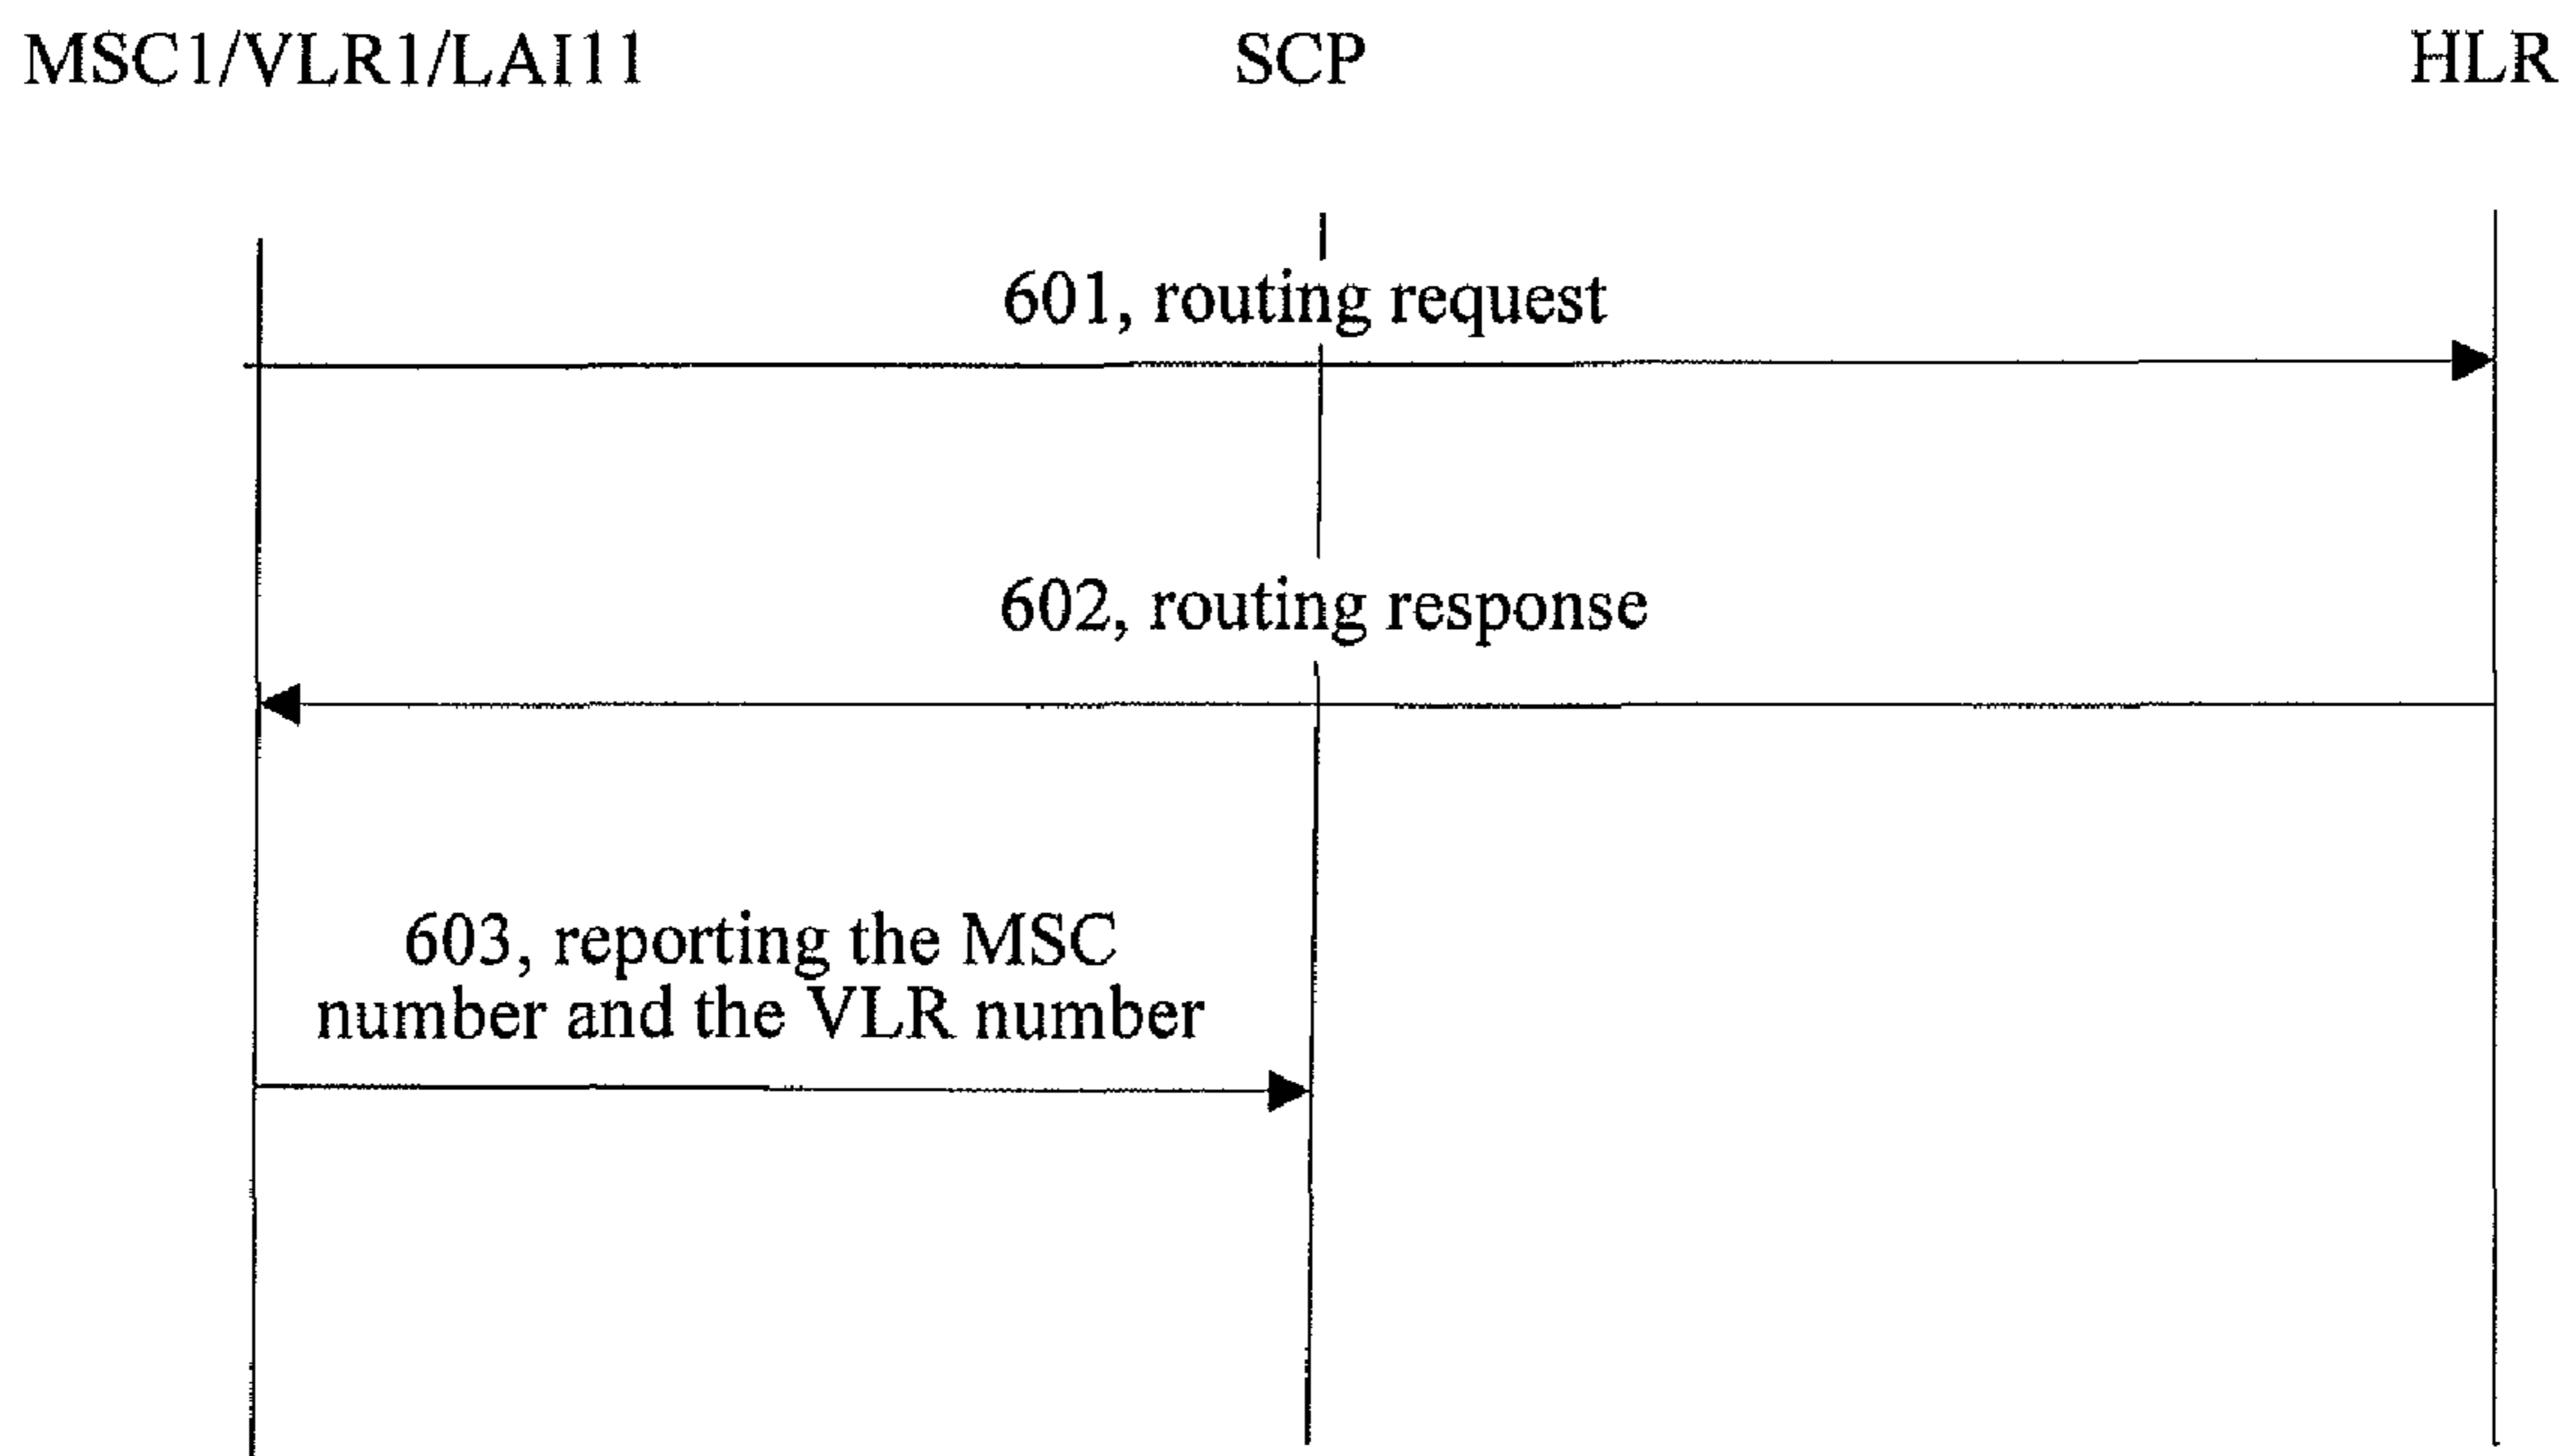 MSC1/VLR1/LAI11 SCP HLR
601, routing request
602, routing response
603, reporting the MSC
number and the VLR number